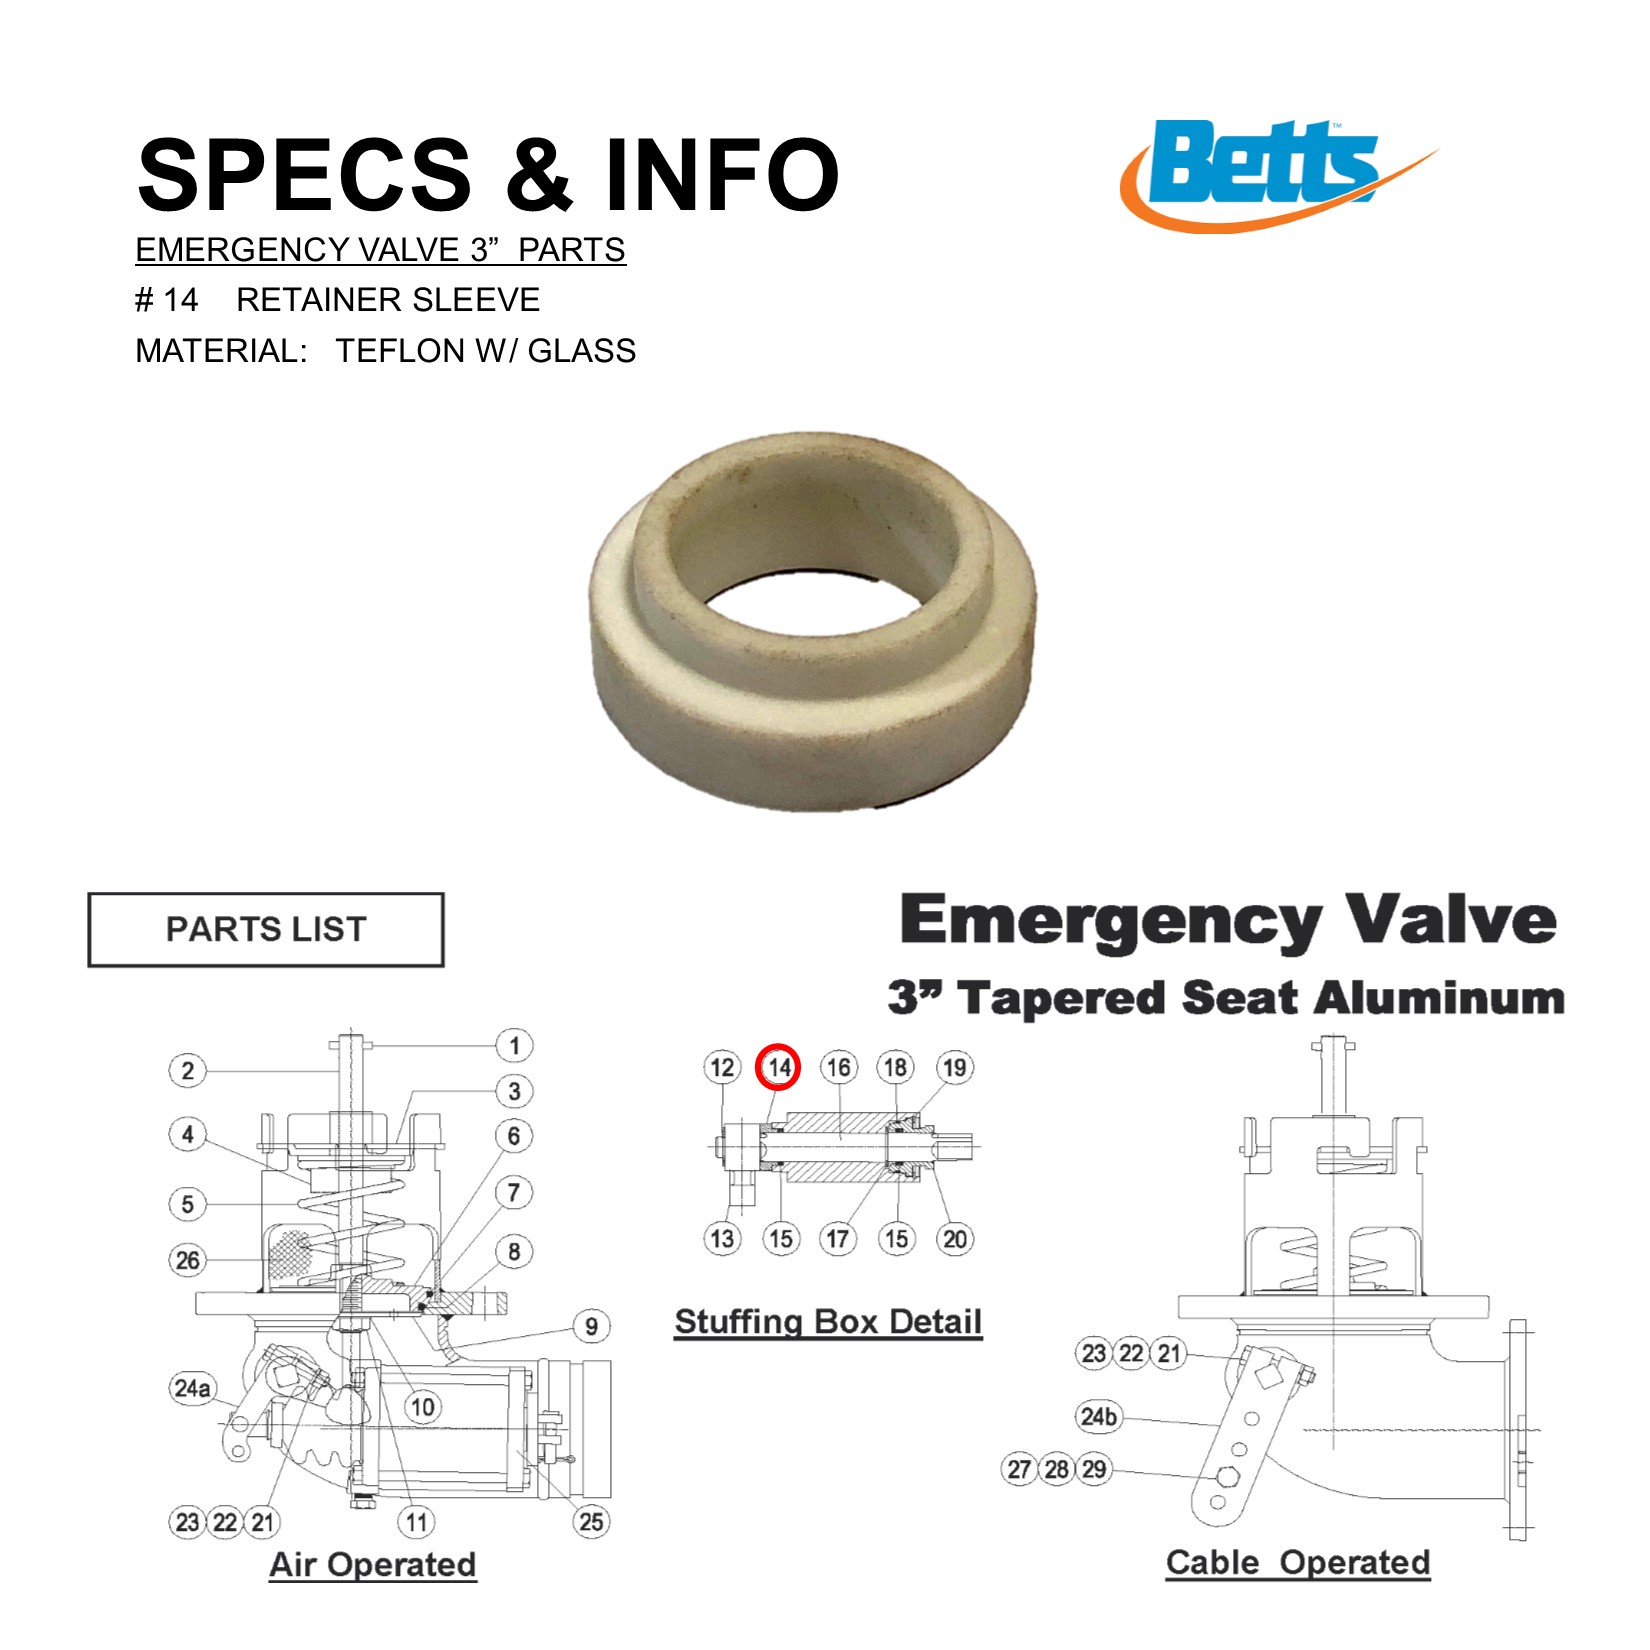 SPECS & INFO
Betts™
EMERGENCY VALVE 3” PARTS
# 14 RETAINER SLEEVE
MATERIAL: TEFLON W/ GLASS
PARTS LIST
Emergency Valve
3” Tapered Seat Aluminum
1
2
3
4
6
5
7
26
8
9
24a
10
23 22 21
11
25
Air Operated
12 14 16 18 19
13 15 17 15 20
Stuffing Box Detail
23 22 21
24b
27 28 29
Cable Operated